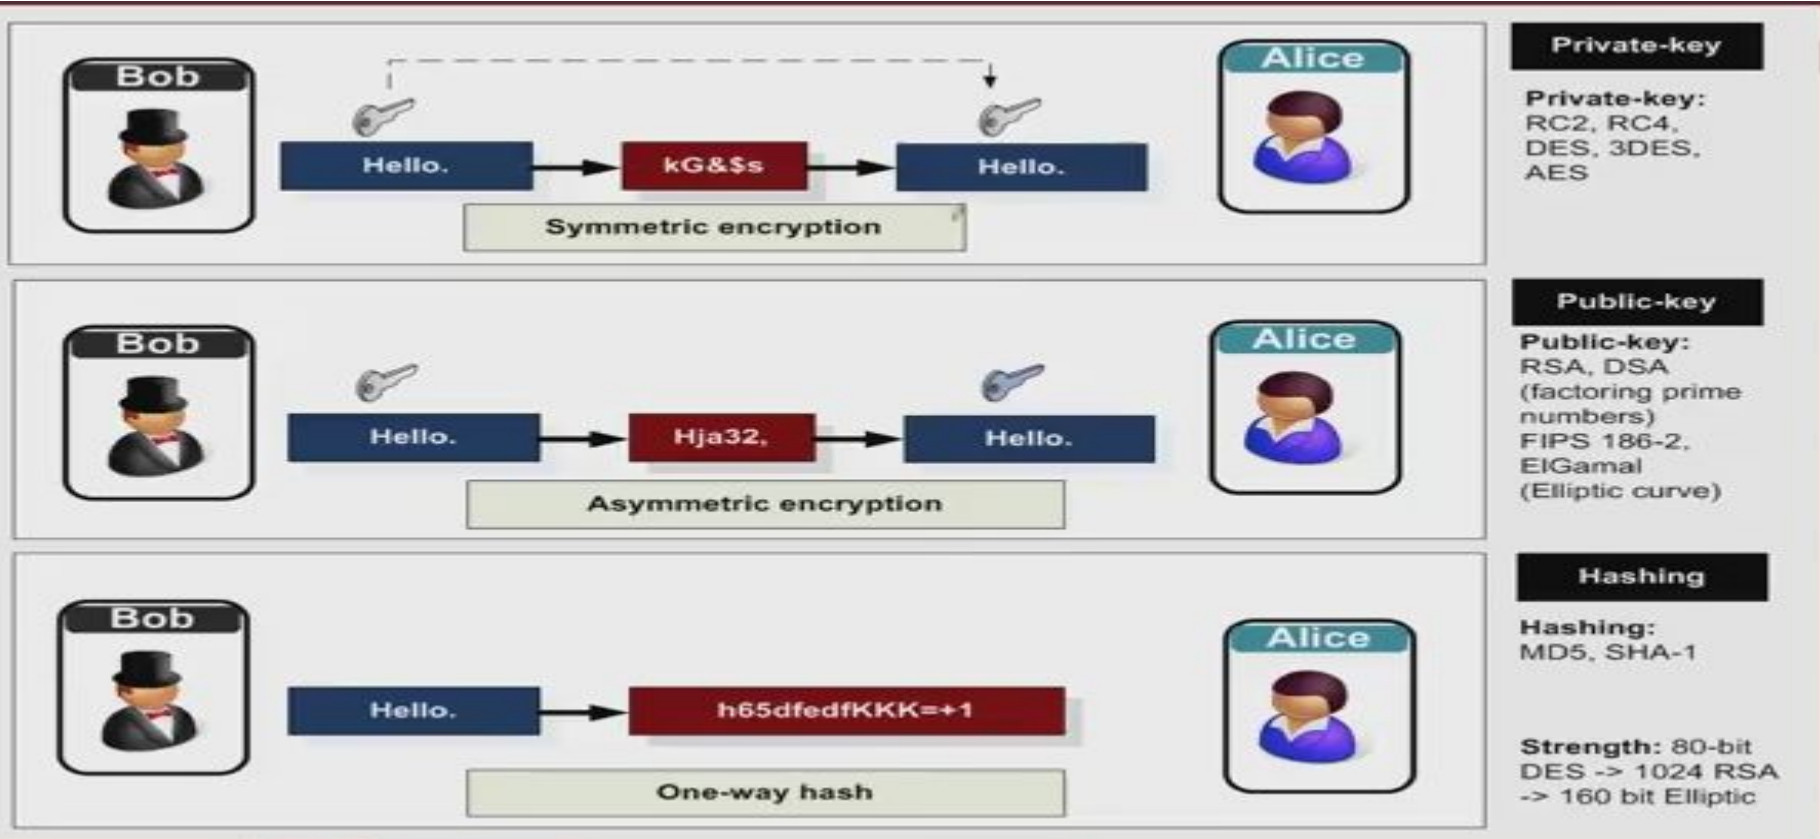 Bob
Hello.
kG&$s
Hello.
Symmetric encryption
Alice
Private-key
Private-key:
RC2, RC4,
DES, 3DES,
AES
Bob
Hello.
Hja32,
Hello.
Asymmetric encryption
Alice
Public-key
Public-key:
RSA, DSA
(factoring prime
numbers)
FIPS 186-2,
ElGamal
(Elliptic curve)
Bob
Hello.
h65dfedfKKK=+1
One-way hash
Alice
Hashing
Hashing:
MD5, SHA-1
Strength: 80-bit
DES -> 1024 RSA
-> 160 bit Elliptic